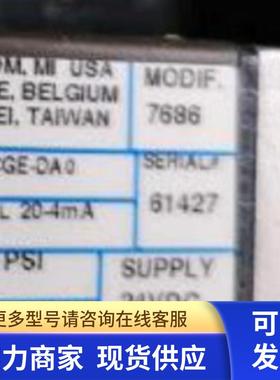 OM, MI USA
MODIF.
E, BELGIUM
7686
EI, TAIWAN
CGE-DA0
SERIAL#
L 20-4mA
61427
PSI
SUPPLY
24VDC
更多型号请咨询在线客服
力商家 现货供应
可
发